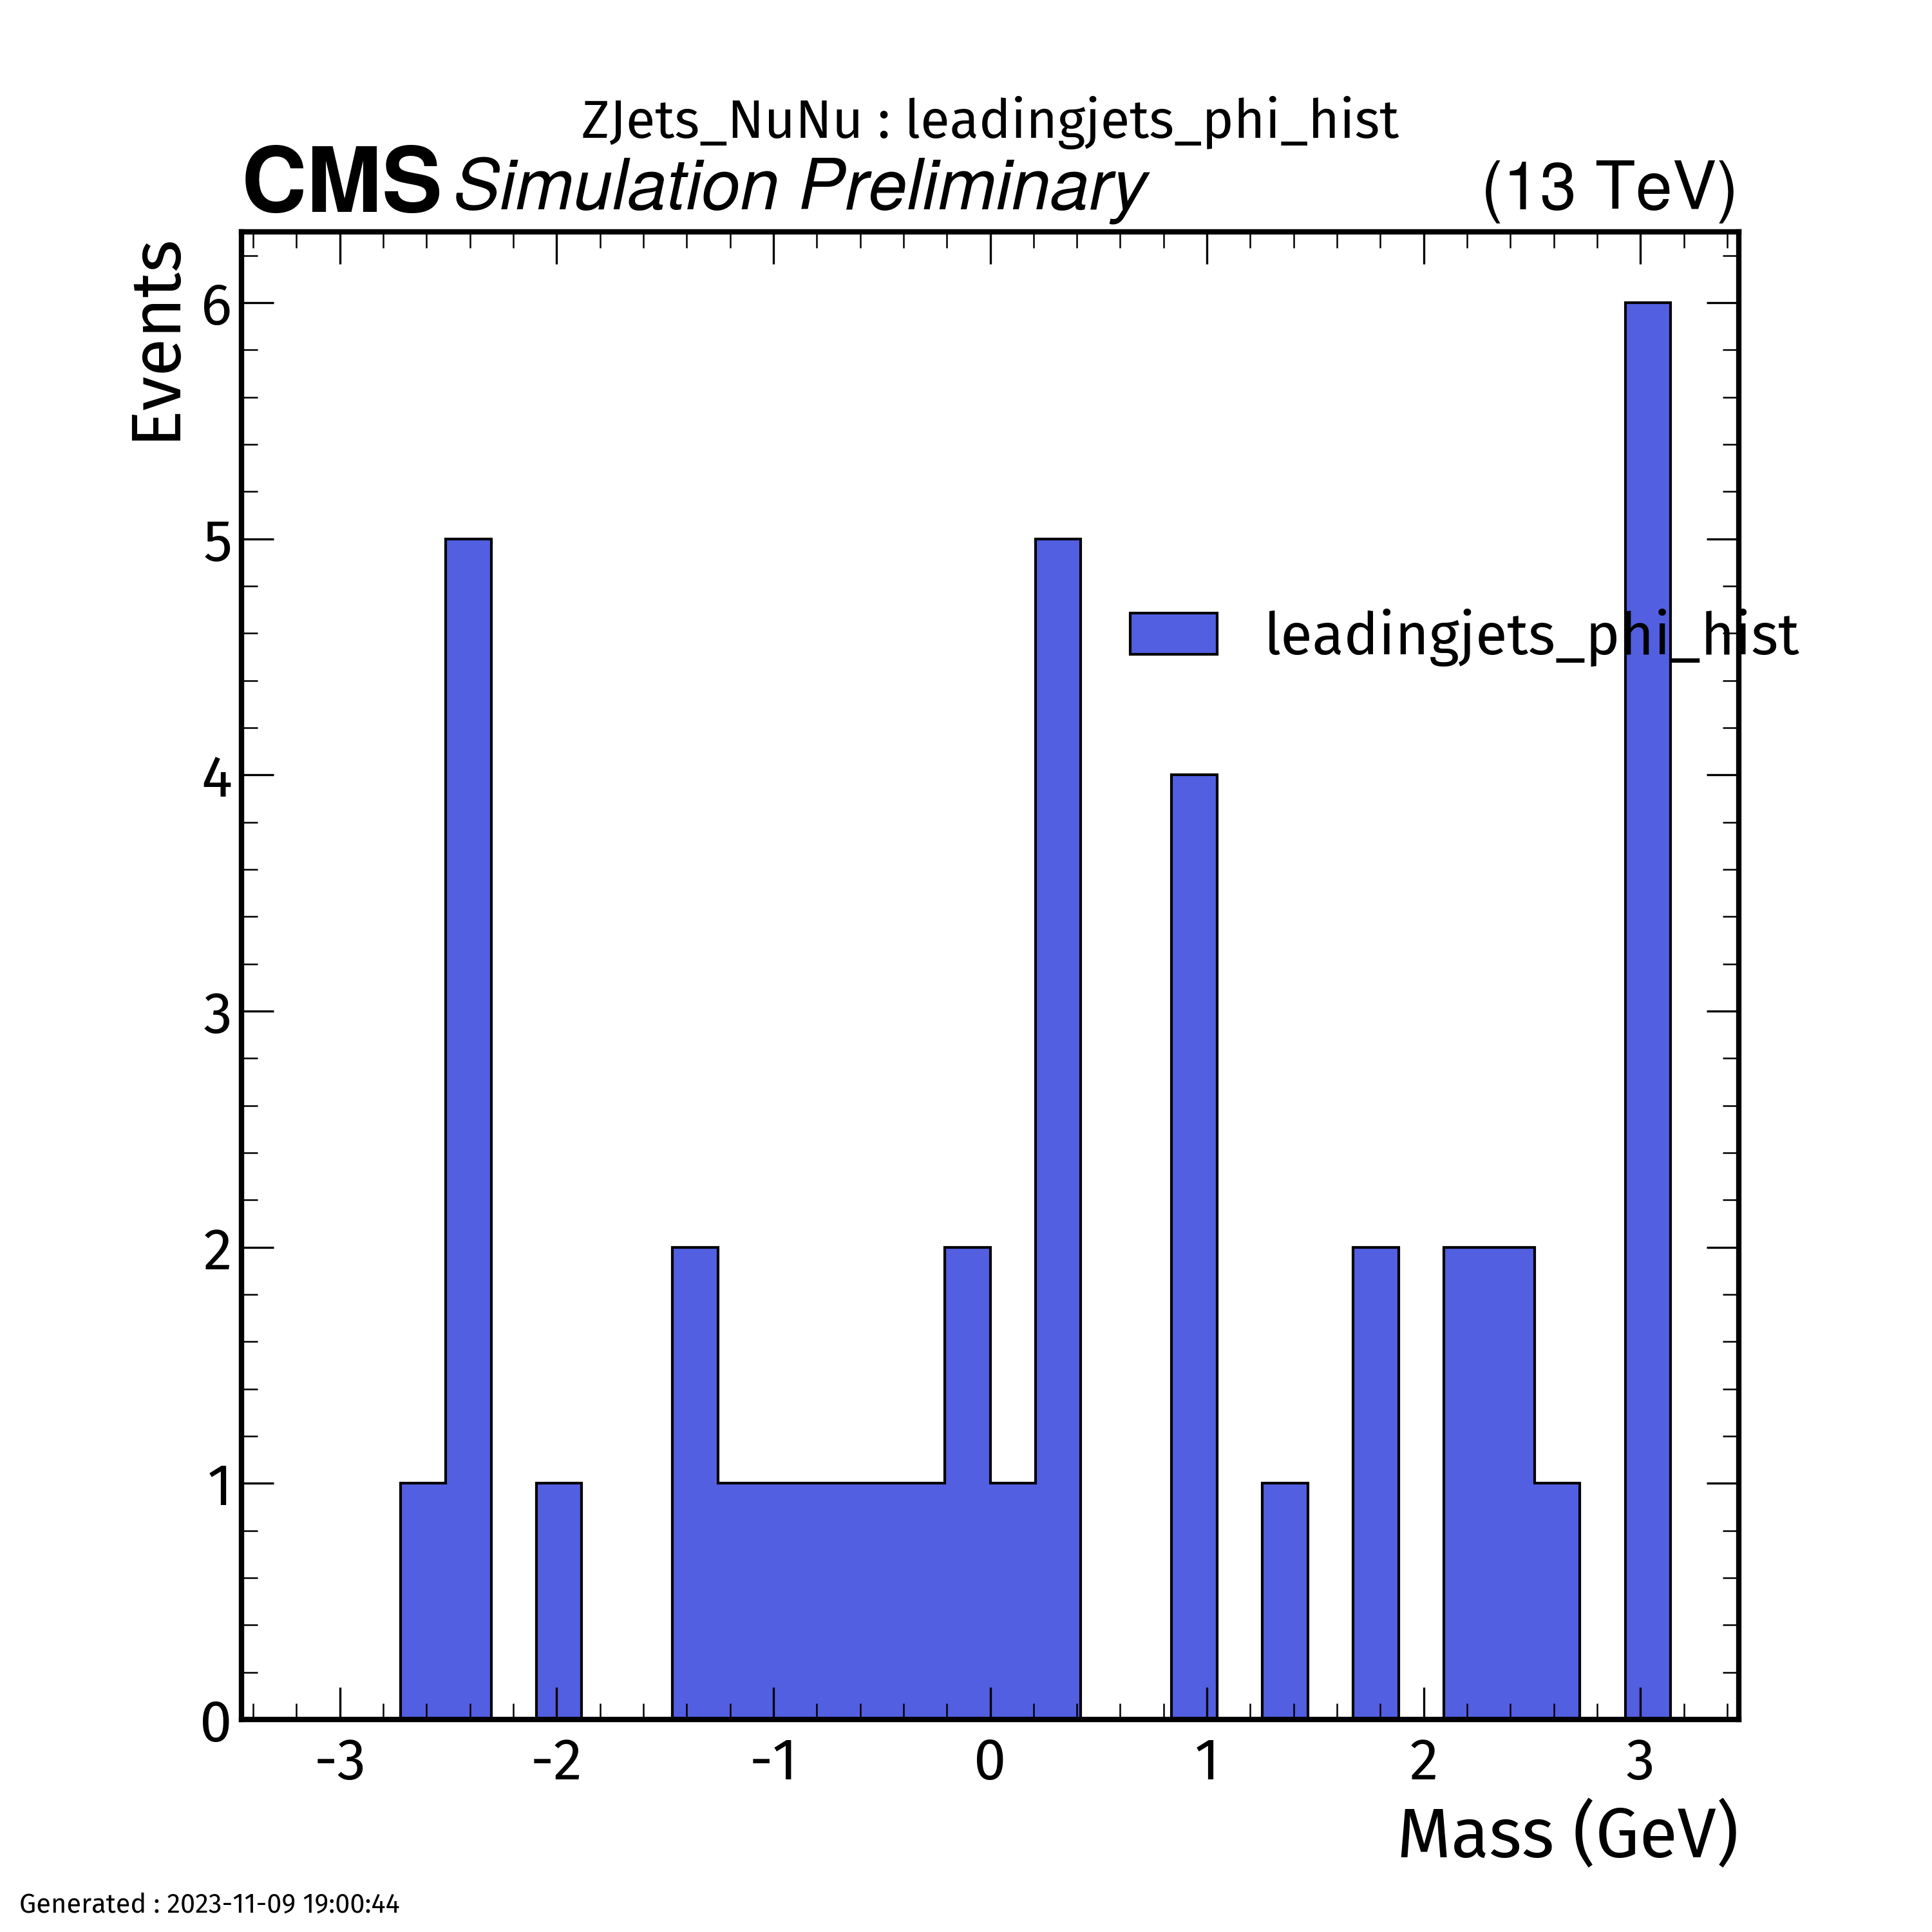 ZJets_NuNu : leadingjets_phi_hist
CMS Simulation Preliminary (13 TeV)
Events
6
5
leadingjets_phi_hist
4
3
2
1
0
-3 -2 -1 0 1 2 3
Mass (GeV)
Generated : 2023-11-09 19:00:44